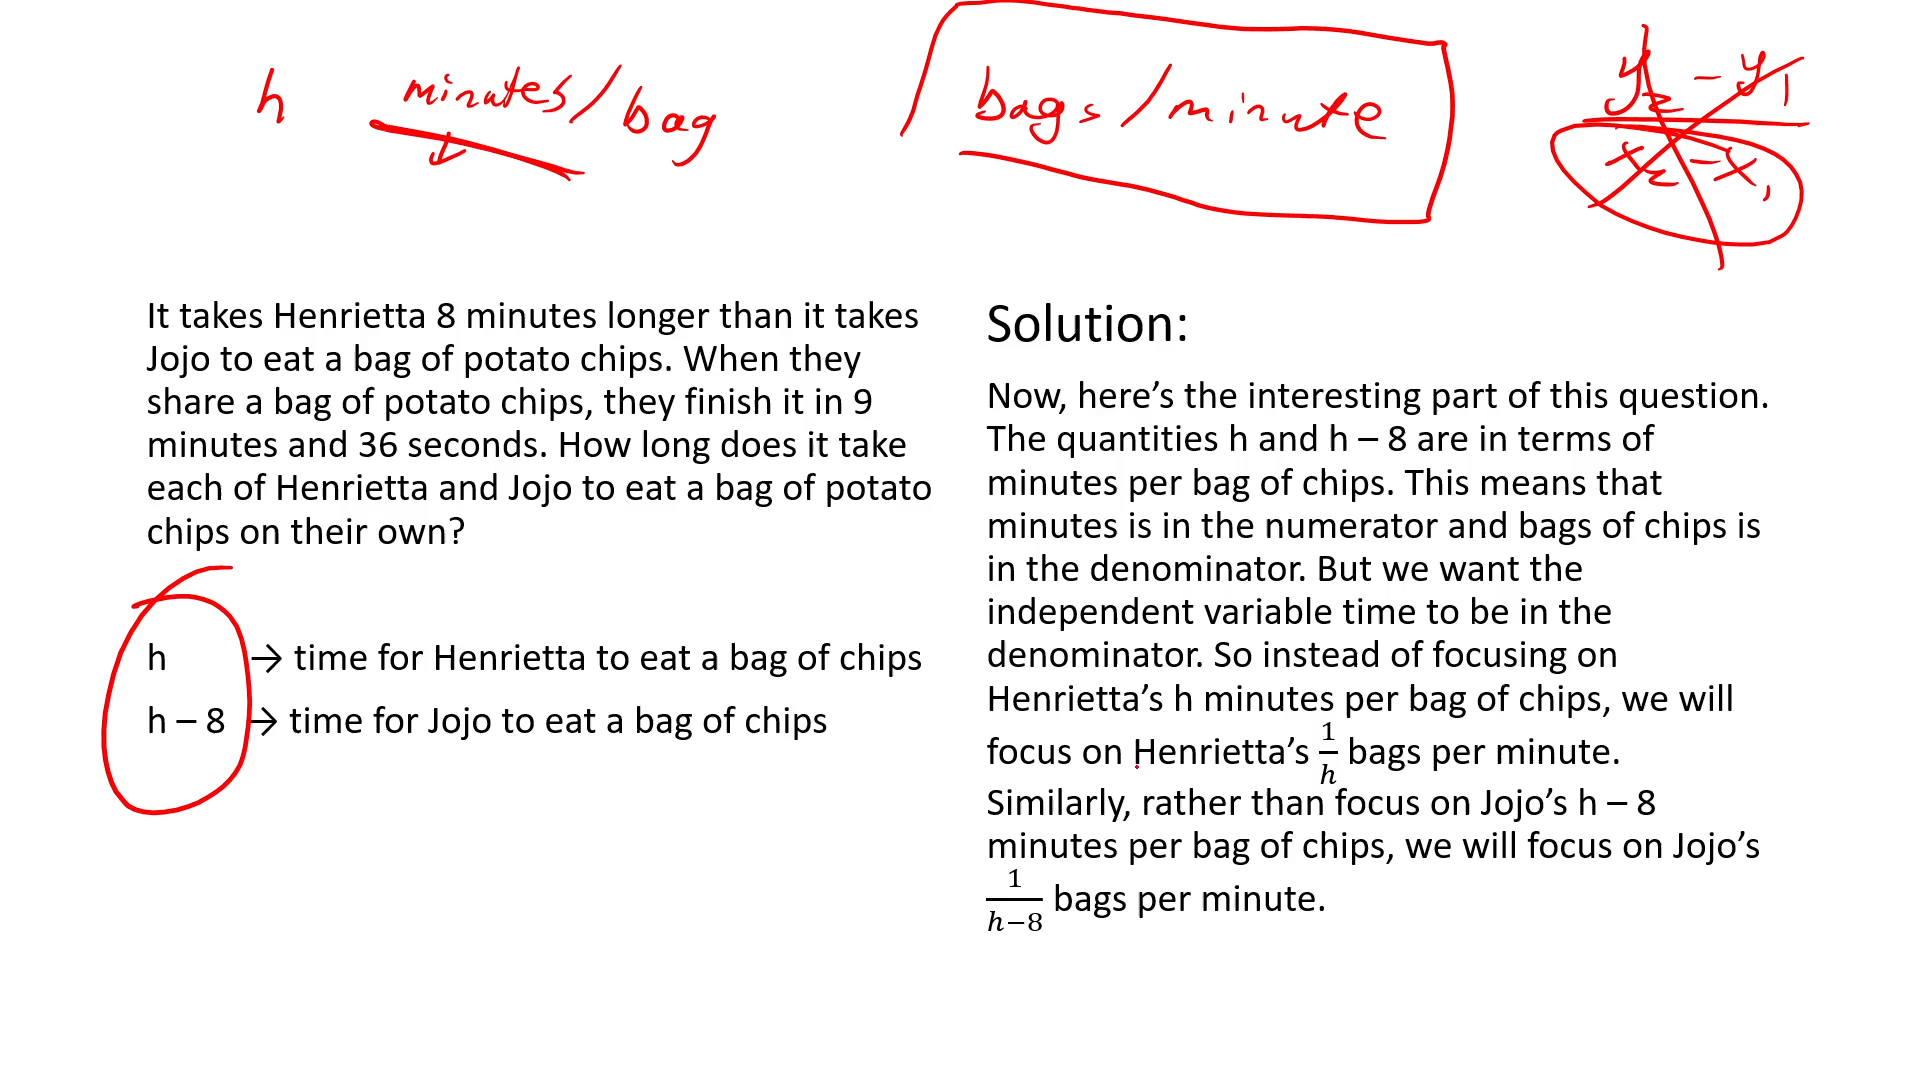 h minutes/bag
bags/minute
y₂ – y₁
x₂ – x₁
It takes Henrietta 8 minutes longer than it takes
Jojo to eat a bag of potato chips. When they
share a bag of potato chips, they finish it in 9
minutes and 36 seconds. How long does it take
each of Henrietta and Jojo to eat a bag of potato
chips on their own?
h → time for Henrietta to eat a bag of chips
h – 8 → time for Jojo to eat a bag of chips
Solution:
Now, here’s the interesting part of this question.
The quantities h and h – 8 are in terms of
minutes per bag of chips. This means that
minutes is in the numerator and bags of chips is
in the denominator. But we want the
independent variable time to be in the
denominator. So instead of focusing on
Henrietta’s h minutes per bag of chips, we will
focus on Henrietta’s 1/h bags per minute.
Similarly, rather than focus on Jojo’s h – 8
minutes per bag of chips, we will focus on Jojo’s
1/(h−8) bags per minute.